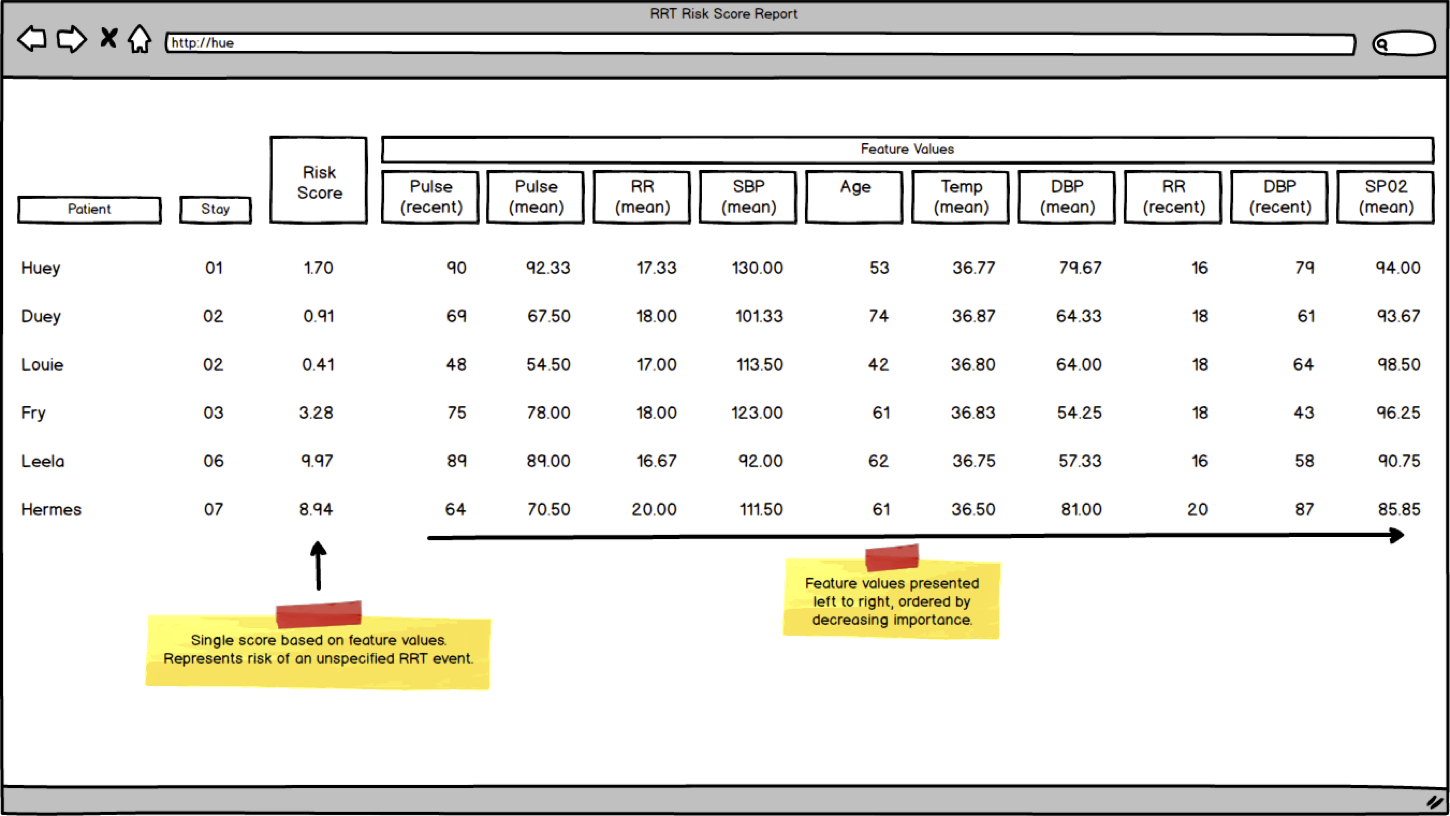 RRT Risk Score Report
http://hue
Feature Values
Risk
Score
Pulse
(recent)
Pulse
(mean)
RR
(mean)
SBP
(mean)
Age
Temp
(mean)
DBP
(mean)
RR
(recent)
DBP
(recent)
SP02
(mean)
Patient
Stay
Huey 01 1.70 90 92.33 17.33 130.00 53 36.77 79.67 16 79 94.00
Duey 02 0.91 69 67.50 18.00 101.33 74 36.87 64.33 18 61 93.67
Louie 02 0.41 48 54.50 17.00 113.50 42 36.80 64.00 18 64 98.50
Fry 03 3.28 75 78.00 18.00 123.00 61 36.83 54.25 18 43 96.25
Leela 06 9.97 89 89.00 16.67 92.00 62 36.75 57.33 16 58 90.75
Hermes 07 8.94 64 70.50 20.00 111.50 61 36.50 81.00 20 87 85.85
Single score based on feature values.
Represents risk of an unspecified RRT event.
Feature values presented
left to right, ordered by
decreasing importance.